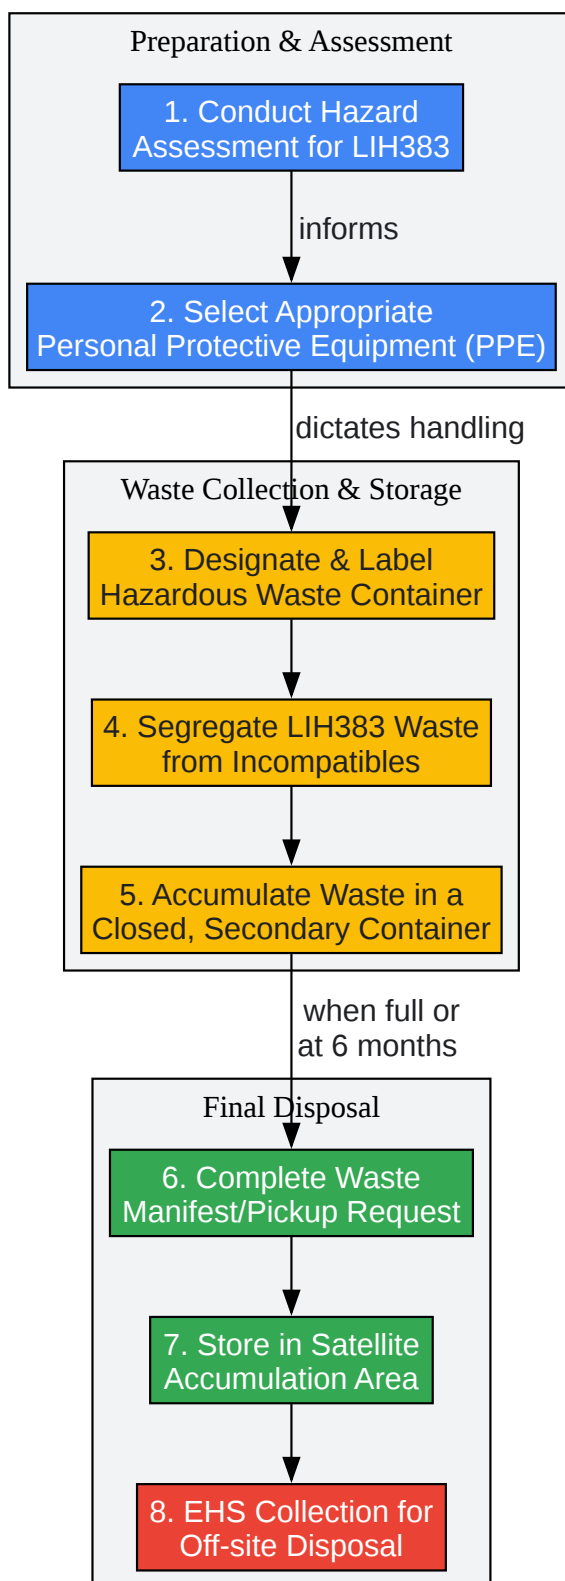 Preparation & Assessment
1. Conduct Hazard
Assessment for LIH383
informs
2. Select Appropriate
Personal Protective Equipment (PPE)
dictates handling
Waste Collection & Storage
3. Designate & Label
Hazardous Waste Container
4. Segregate LIH383 Waste
from Incompatibles
5. Accumulate Waste in a
Closed, Secondary Container
when full or
at 6 months
Final Disposal
6. Complete Waste
Manifest/Pickup Request
7. Store in Satellite
Accumulation Area
8. EHS Collection for
Off-site Disposal